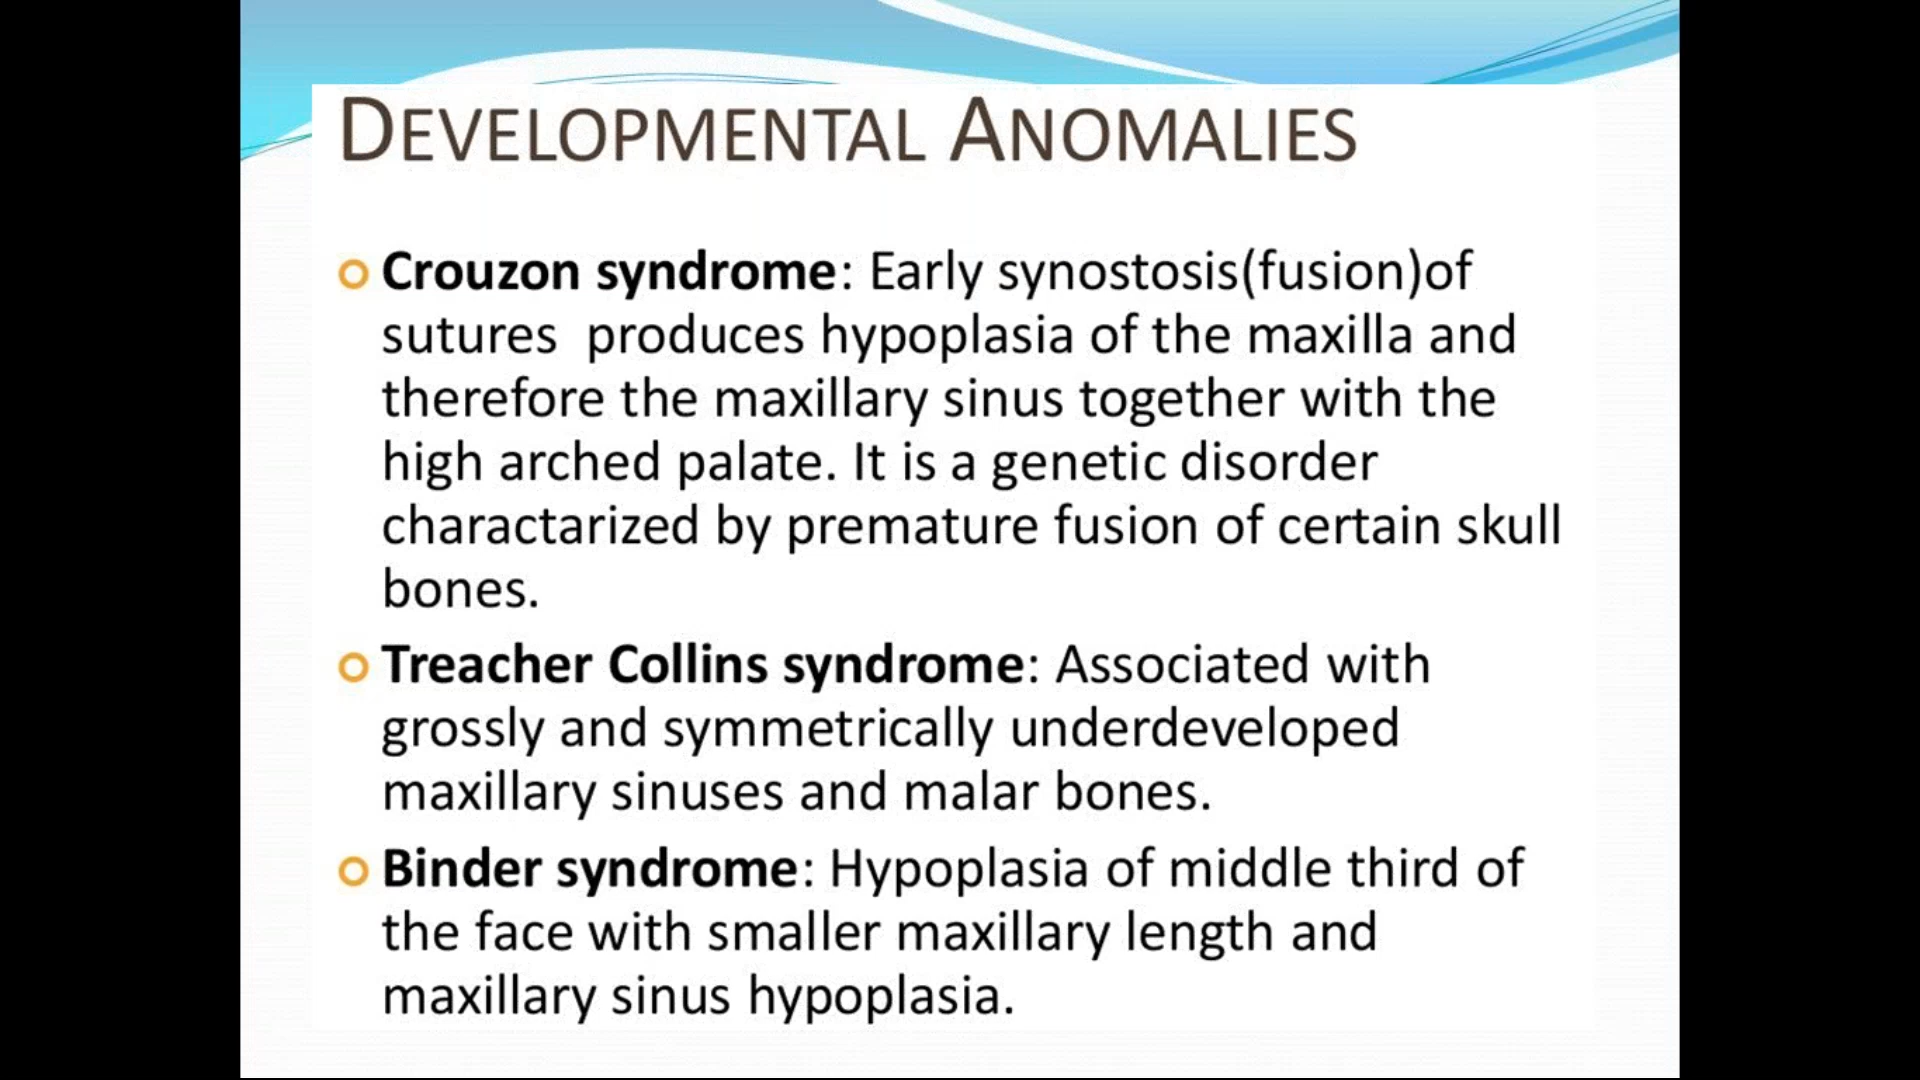 DEVELOPMENTAL ANOMALIES
Crouzon syndrome: Early synostosis(fusion)of
sutures produces hypoplasia of the maxilla and
therefore the maxillary sinus together with the
high arched palate. It is a genetic disorder
charactarized by premature fusion of certain skull
bones.
Treacher Collins syndrome: Associated with
grossly and symmetrically underdeveloped
maxillary sinuses and malar bones.
Binder syndrome: Hypoplasia of middle third of
the face with smaller maxillary length and
maxillary sinus hypoplasia.